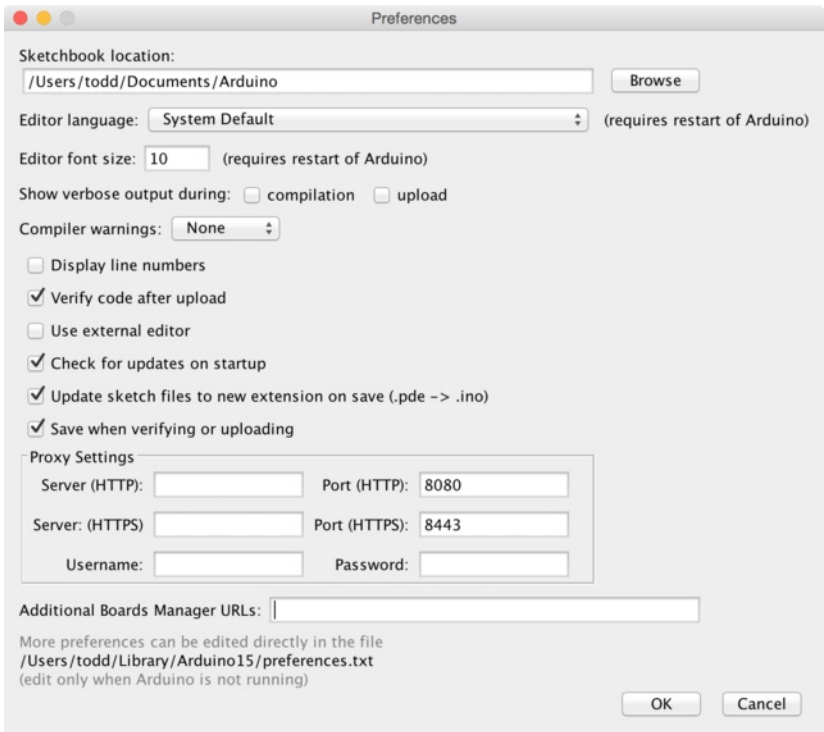 Preferences
Sketchbook location:
/Users/todd/Documents/Arduino
Browse
Editor language: System Default (requires restart of Arduino)
Editor font size: 10 (requires restart of Arduino)
Show verbose output during: compilation upload
Compiler warnings: None
Display line numbers
Verify code after upload
Use external editor
Check for updates on startup
Update sketch files to new extension on save (.pde -> .ino)
Save when verifying or uploading
Proxy Settings
Server (HTTP): Port (HTTP): 8080
Server: (HTTPS) Port (HTTPS): 8443
Username: Password:
Additional Boards Manager URLs:
More preferences can be edited directly in the file
/Users/todd/Library/Arduino15/preferences.txt
(edit only when Arduino is not running)
OK Cancel